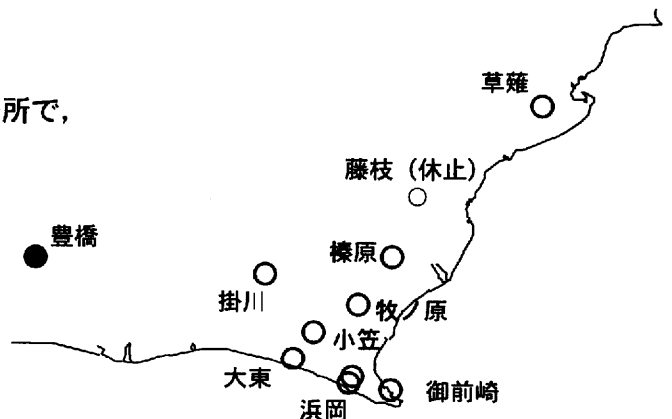 草薙
所で，
藤枝（休止）
豊橋
榛原
掛川
牧ノ原
小笠
大東
御前崎
浜岡